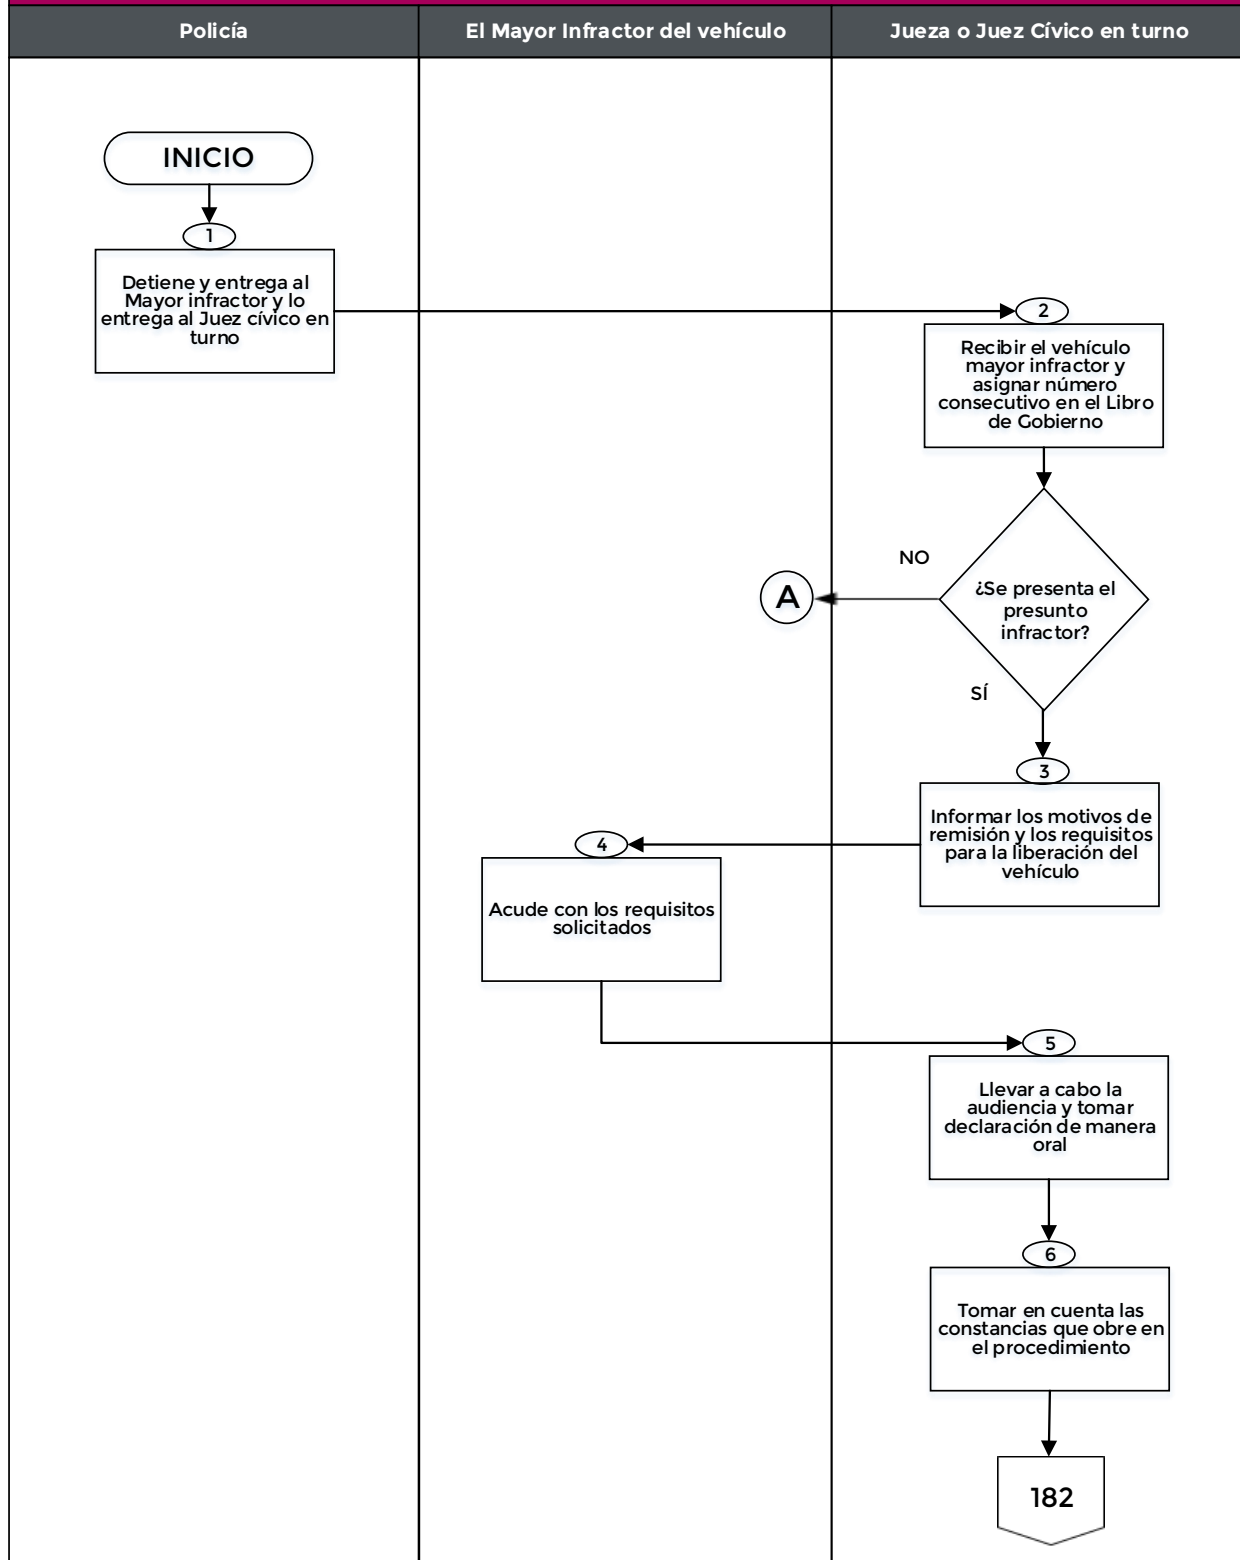 Policía
El Mayor Infractor del vehículo
Jueza o Juez Cívico en turno
INICIO
1
Detiene y entrega al
Mayor infractor y lo
entrega al Juez cívico en
turno
2
Recibir el vehículo
mayor infractor y
asignar número
consecutivo en el Libro
de Gobierno
NO
A
¿Se presenta el
presunto
infractor?
SÍ
3
Informar los motivos de
remisión y los requisitos
para la liberación del
vehículo
4
Acude con los requisitos
solicitados
5
Llevar a cabo la
audiencia y tomar
declaración de manera
oral
6
Tomar en cuenta las
constancias que obre en
el procedimiento
182